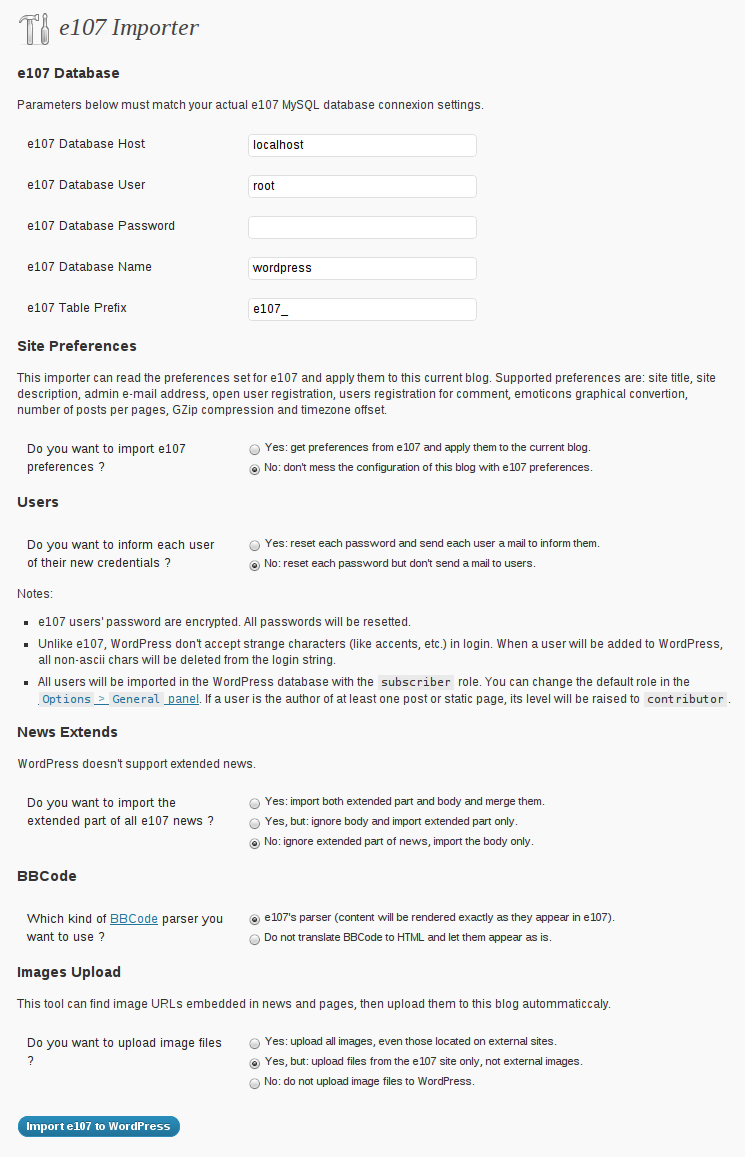 e107 Importer
e107 Database
Parameters below must match your actual e107 MySQL database connexion settings.
e107 Database Host
localhost
e107 Database User
root
e107 Database Password
e107 Database Name
wordpress
e107 Table Prefix
e107_
Site Preferences
This importer can read the preferences set for e107 and apply them to this current blog. Supported preferences are: site title, site
description, admin e-mail address, open user registration, users registration for comment, emoticons graphical convertion,
number of posts per pages, GZip compression and timezone offset.
Do you want to import e107
preferences ?
Yes: get preferences from e107 and apply them to the current blog.
No: don't mess the configuration of this blog with e107 preferences.
Users
Do you want to inform each user
of their new credentials ?
Yes: reset each password and send each user a mail to inform them.
No: reset each password but don't send a mail to users.
Notes:
e107 users' password are encrypted. All passwords will be resetted.
Unlike e107, WordPress don't accept strange characters (like accents, etc.) in login. When a user will be added to WordPress,
all non-ascii chars will be deleted from the login string.
All users will be imported in the WordPress database with the subscriber role. You can change the default role in the
Options > General panel. If a user is the author of at least one post or static page, its level will be raised to contributor.
News Extends
WordPress doesn't support extended news.
Do you want to import the
extended part of all e107 news ?
Yes: import both extended part and body and merge them.
Yes, but: ignore body and import extended part only.
No: ignore extended part of news, import the body only.
BBCode
Which kind of BBCode parser you
want to use ?
e107's parser (content will be rendered exactly as they appear in e107).
Do not translate BBCode to HTML and let them appear as is.
Images Upload
This tool can find image URLs embedded in news and pages, then upload them to this blog autommaticcaly.
Do you want to upload image files
?
Yes: upload all images, even those located on external sites.
Yes, but: upload files from the e107 site only, not external images.
No: do not upload image files to WordPress.
Import e107 to WordPress